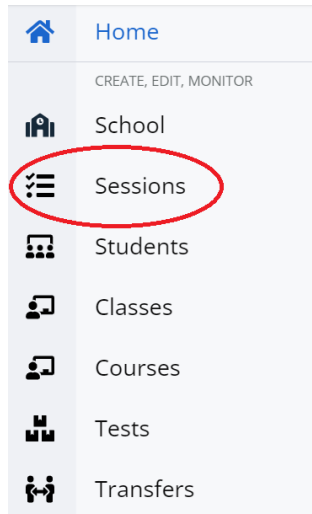 Home
CREATE, EDIT, MONITOR
School
Sessions
Students
Classes
Courses
Tests
Transfers